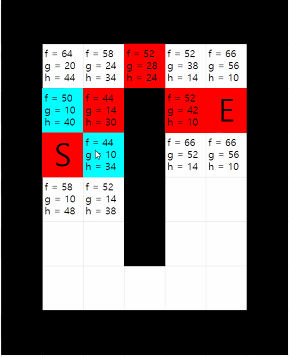 f = 64 f = 58 f = 52 f = 52 f = 66
g = 20 g = 24 g = 28 g = 38 g = 56
h = 44 h = 34 h = 24 h = 14 h = 10
f = 50 f = 44 f = 52 E
g = 10 g = 14 g = 42
h = 40 h = 30 h = 10
S f = 44 f = 66 f = 66
g = 10 g = 52 g = 56
h = 34 h = 14 h = 10
f = 58 f = 52
g = 10 g = 14
h = 48 h = 38